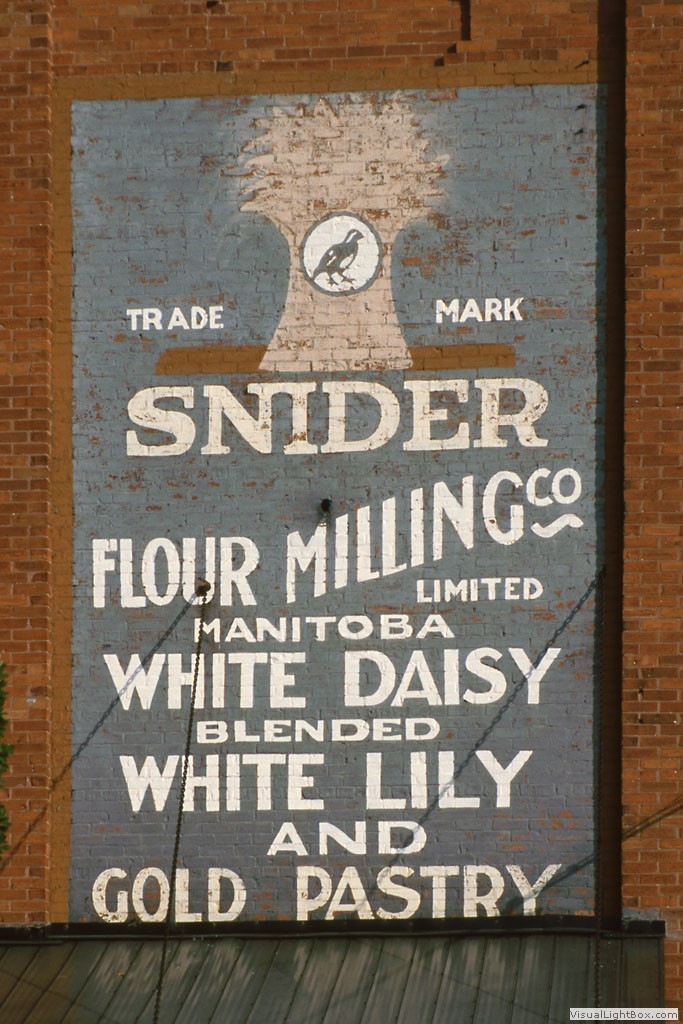 TRADE MARK
SNIDER
FLOUR MILLING CO
LIMITED
MANITOBA
WHITE DAISY
BLENDED
WHITE LILY
AND
GOLD PASTRY
VisualLightBox.com